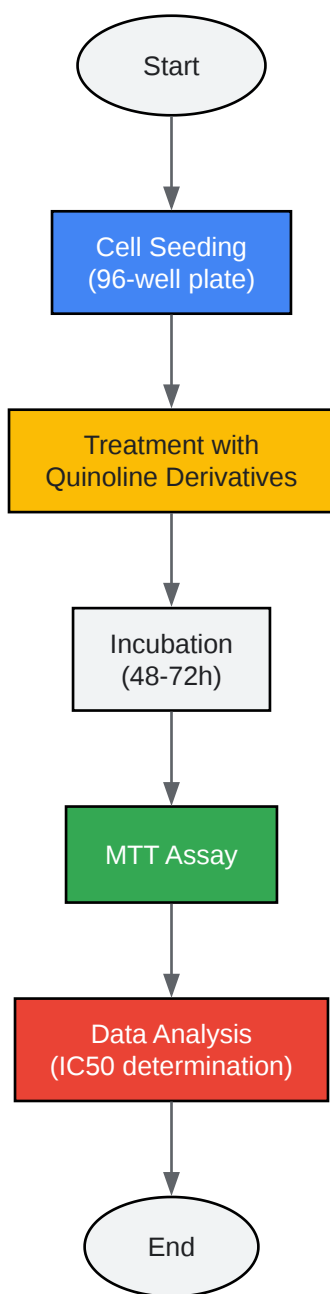 Start
Cell Seeding
(96-well plate)
Treatment with
Quinoline Derivatives
Incubation
(48-72h)
MTT Assay
Data Analysis
(IC50 determination)
End